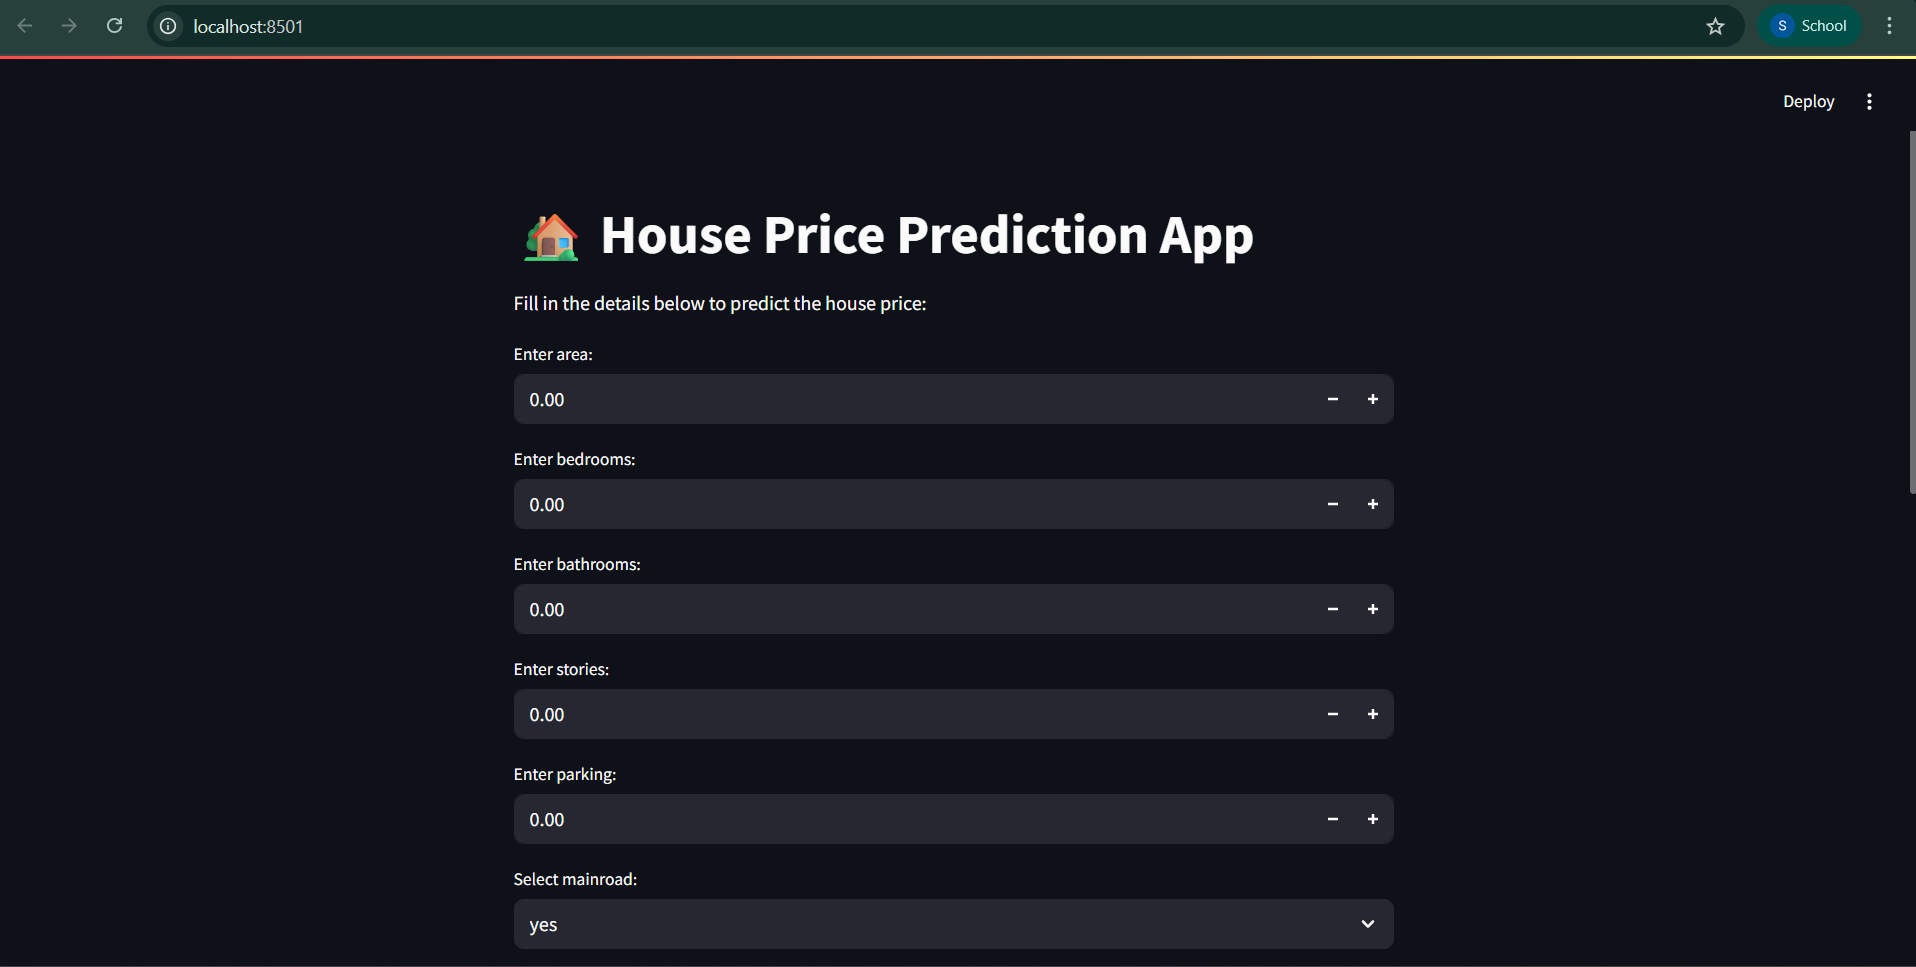 localhost:8501
S School
Deploy
House Price Prediction App
Fill in the details below to predict the house price:
Enter area:
0.00
Enter bedrooms:
0.00
Enter bathrooms:
0.00
Enter stories:
0.00
Enter parking:
0.00
Select mainroad:
yes